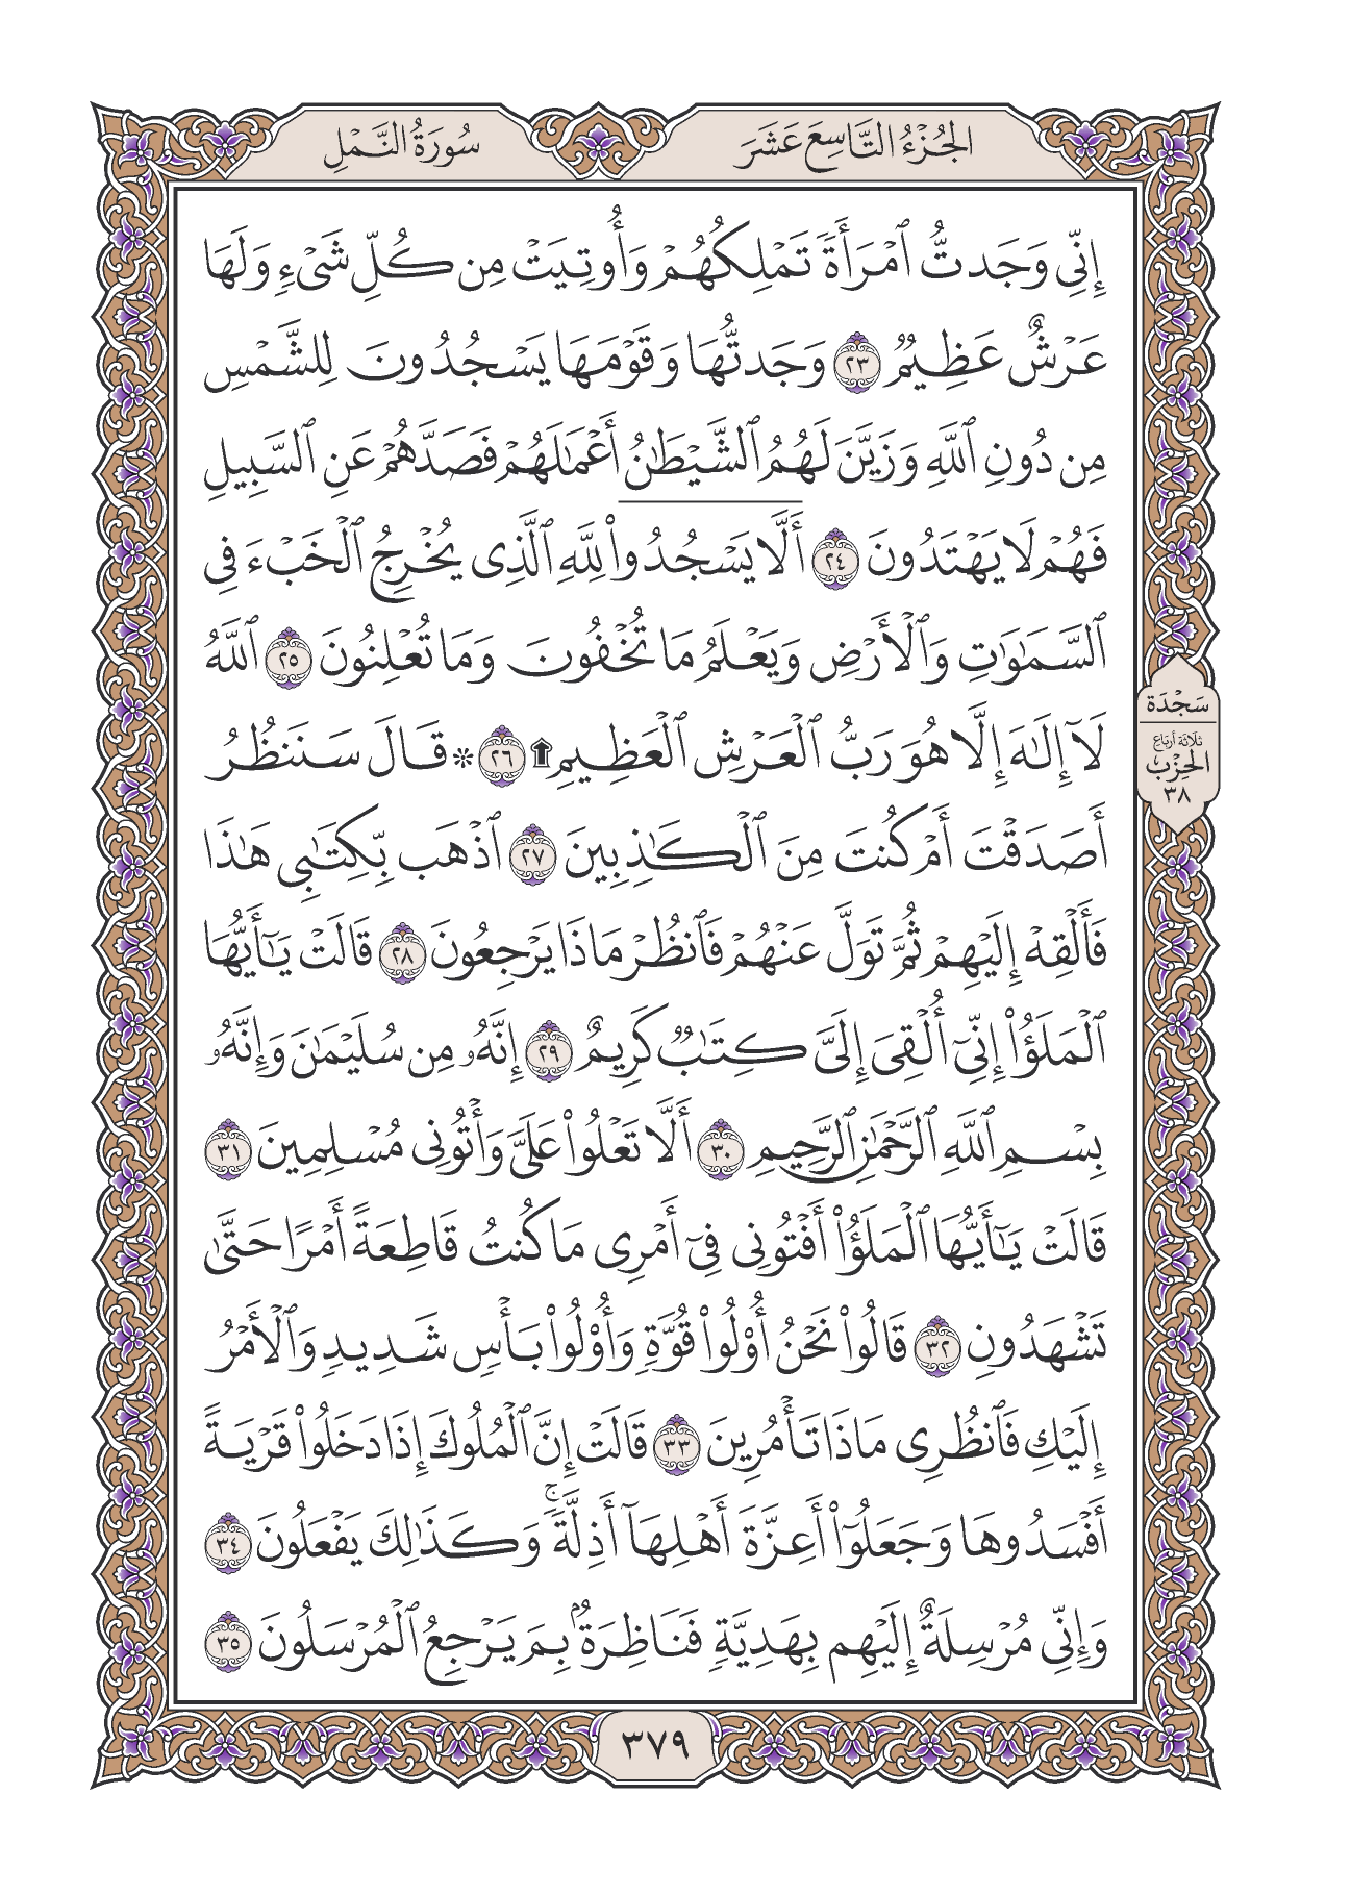 الجُزْءُ التَّاسِعَ عَشَرَ
سُورَةُ النَّمْلِ
إِنِّي وَجَدتُّ ٱمۡرَأَةٗ تَمۡلِكُهُمۡ وَأُوتِيَتۡ مِن كُلِّ شَيۡءٖ وَلَهَا
عَرۡشٌ عَظِيمٞ ٢٣ وَجَدتُّهَا وَقَوۡمَهَا يَسۡجُدُونَ لِلشَّمۡسِ
مِن دُونِ ٱللَّهِ وَزَيَّنَ لَهُمُ ٱلشَّيۡطَٰنُ أَعۡمَٰلَهُمۡ فَصَدَّهُمۡ عَنِ ٱلسَّبِيلِ
فَهُمۡ لَا يَهۡتَدُونَ ٢٤ أَلَّاۤ يَسۡجُدُواْۤ لِلَّهِۤ ٱلَّذِي يُخۡرِجُ ٱلۡخَبۡءَ فِي
ٱلسَّمَٰوَٰتِ وَٱلۡأَرۡضِ وَيَعۡلَمُ مَا تُخۡفُونَ وَمَا تُعۡلِنُونَ ٢٥ ٱللَّهُ
لَآ إِلَٰهَ إِلَّا هُوَ رَبُّ ٱلۡعَرۡشِ ٱلۡعَظِيمِ۩ ٢٦ ۞ قَالَ سَنَنظُرُ
أَصَدَقۡتَ أَمۡ كُنتَ مِنَ ٱلۡكَٰذِبِينَ ٢٧ ٱذۡهَب بِّكِتَٰبِي هَٰذَا
فَأَلۡقِهۡ إِلَيۡهِمۡ ثُمَّ تَوَلَّ عَنۡهُمۡ فَٱنظُرۡ مَاذَا يَرۡجِعُونَ ٢٨ قَالَتۡ يَٰٓأَيُّهَا
ٱلۡمَلَؤُاْ إِنِّيٓ أُلۡقِيَ إِلَيَّ كِتَٰبٞ كَرِيمٌ ٢٩ إِنَّهُۥ مِن سُلَيۡمَٰنَ وَإِنَّهُۥ
بِسۡمِ ٱللَّهِ ٱلرَّحۡمَٰنِ ٱلرَّحِيمِ ٣٠ أَلَّا تَعۡلُواْ عَلَيَّ وَأۡتُونِي مُسۡلِمِينَ ٣١
قَالَتۡ يَٰٓأَيُّهَا ٱلۡمَلَؤُاْ أَفۡتُونِي فِيٓ أَمۡرِي مَا كُنتُ قَاطِعَةً أَمۡرًا حَتَّىٰ
تَشۡهَدُونِ ٣٢ قَالُواْ نَحۡنُ أُوْلُواْ قُوَّةٖ وَأُوْلُواْ بَأۡسٖ شَدِيدٖ وَٱلۡأَمۡرُ
إِلَيۡكِ فَٱنظُرِي مَاذَا تَأۡمُرِينَ ٣٣ قَالَتۡ إِنَّ ٱلۡمُلُوكَ إِذَا دَخَلُواْ قَرۡيَةً
أَفۡسَدُوهَا وَجَعَلُوٓاْ أَعِزَّةَ أَهۡلِهَآ أَذِلَّةٗۚ وَكَذَٰلِكَ يَفۡعَلُونَ ٣٤
وَإِنِّي مُرۡسِلَةٌ إِلَيۡهِم بِهَدِيَّةٖ فَنَاظِرَةُۢ بِمَ يَرۡجِعُ ٱلۡمُرۡسَلُونَ ٣٥
سَجْدَة
ثلاثة أرباع
الحِزْب
٣٨
٣٧٩